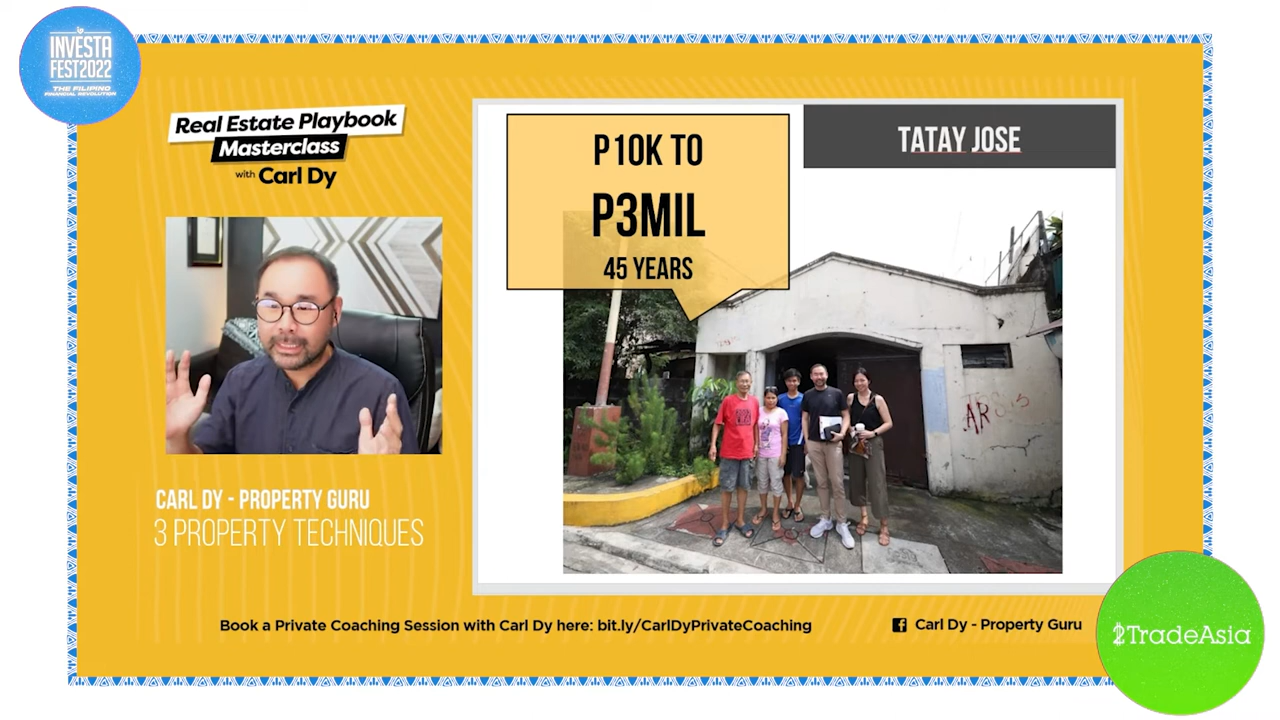 INVESTA
FEST2022
THE FILIPINO
FINANCIAL REVOLUTION
Real Estate Playbook
Masterclass
with Carl Dy
P10K TO
P3MIL
45 YEARS
TATAY JOSE
CARL DY - PROPERTY GURU
3 PROPERTY TECHNIQUES
Book a Private Coaching Session with Carl Dy here: bit.ly/CarlDyPrivateCoaching
Carl Dy - Property Guru
2TradeAsia